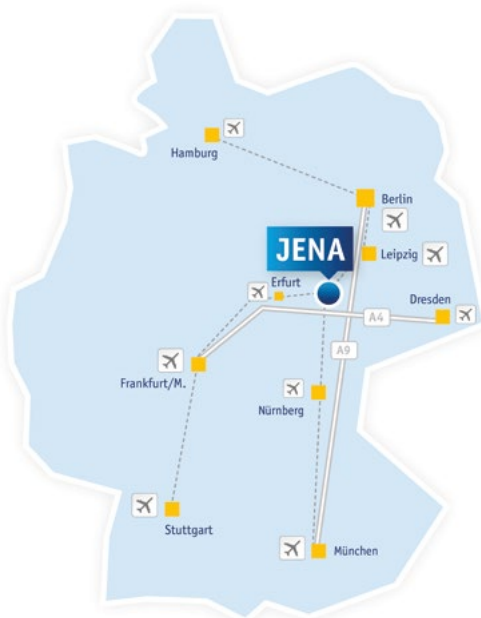 Hamburg
Berlin
JENA
Leipzig
Erfurt
Dresden
A4
A9
Frankfurt/M.
Nürnberg
Stuttgart
München